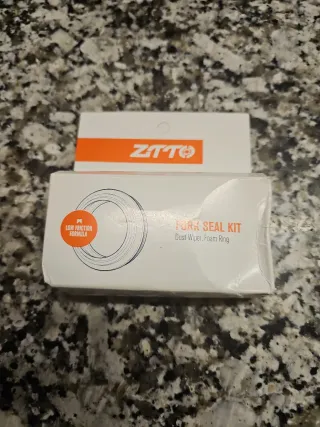 ZTTO
FORK SEAL KIT
Dust Wiper, Foam Ring
LOW FRICTION
FORMULA